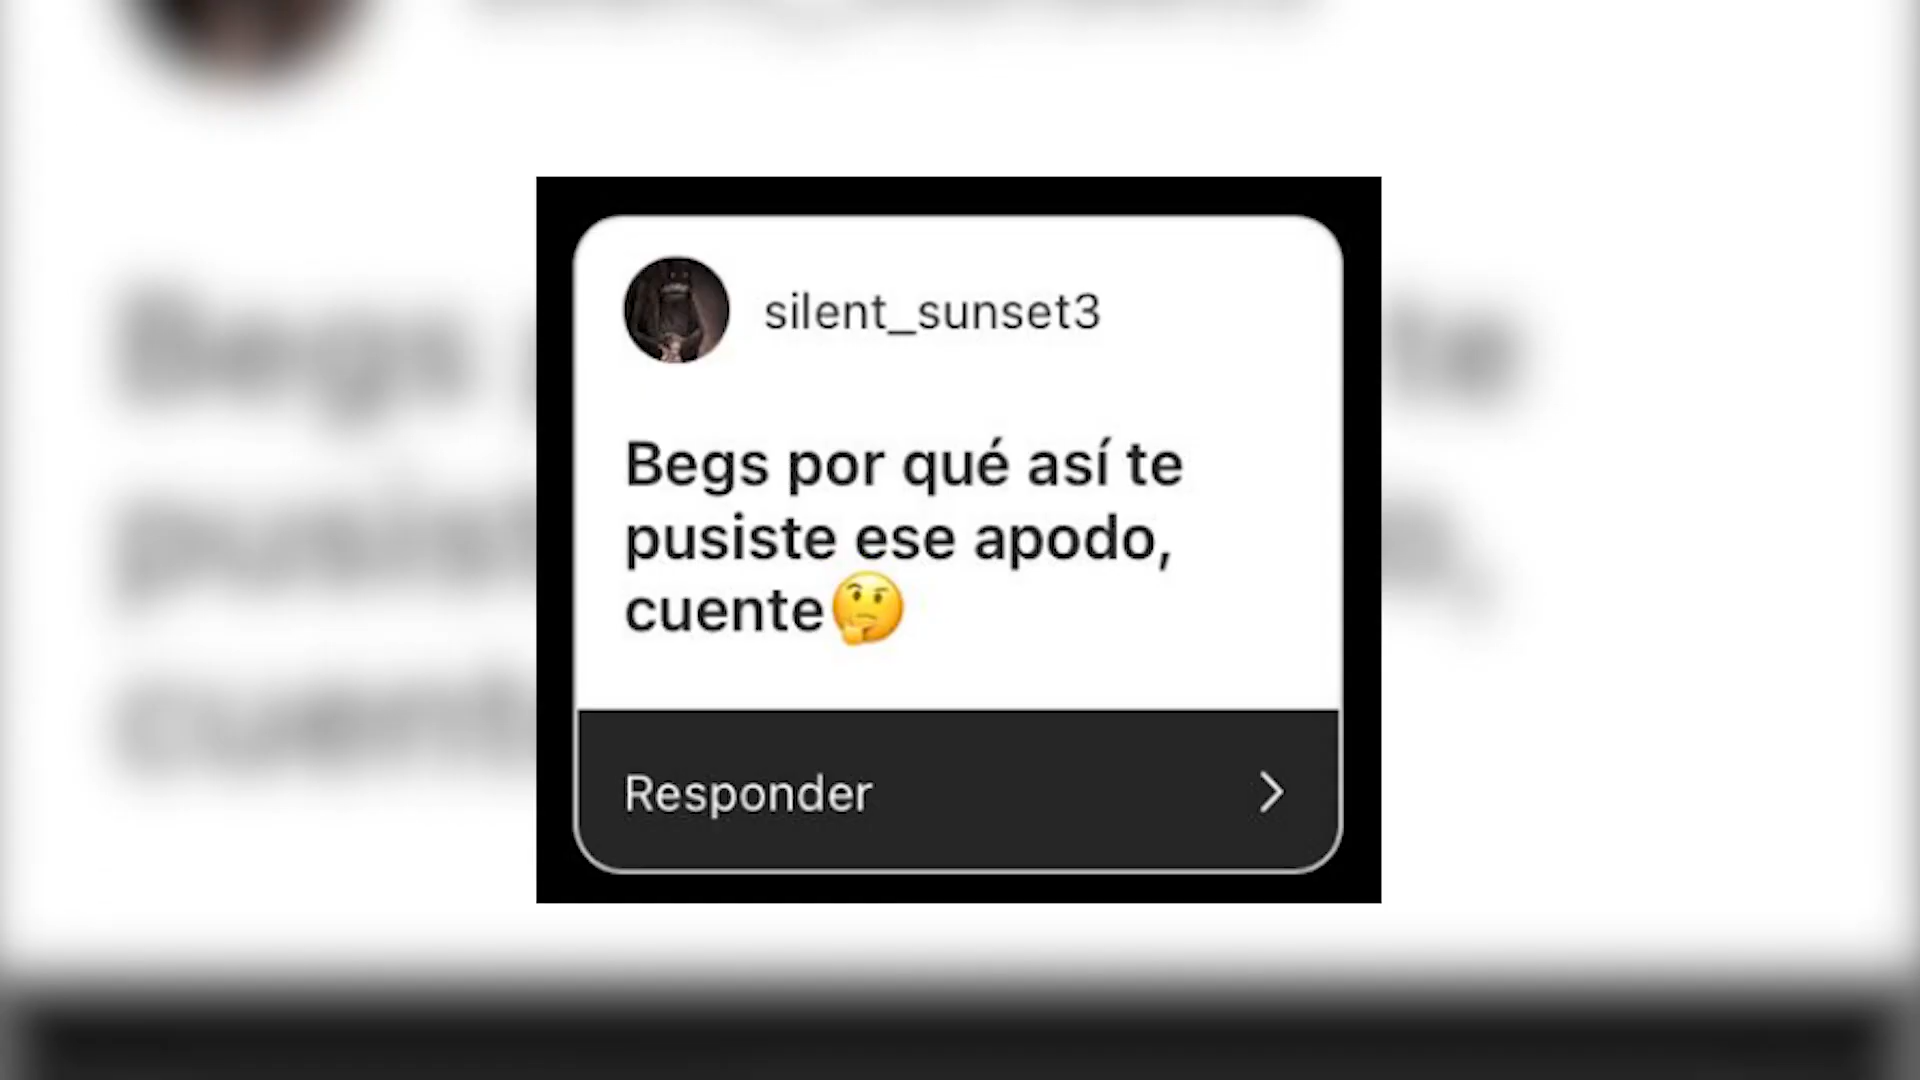 silent_sunset3
Begs por qué así te
pusiste ese apodo,
cuente🤔
Responder